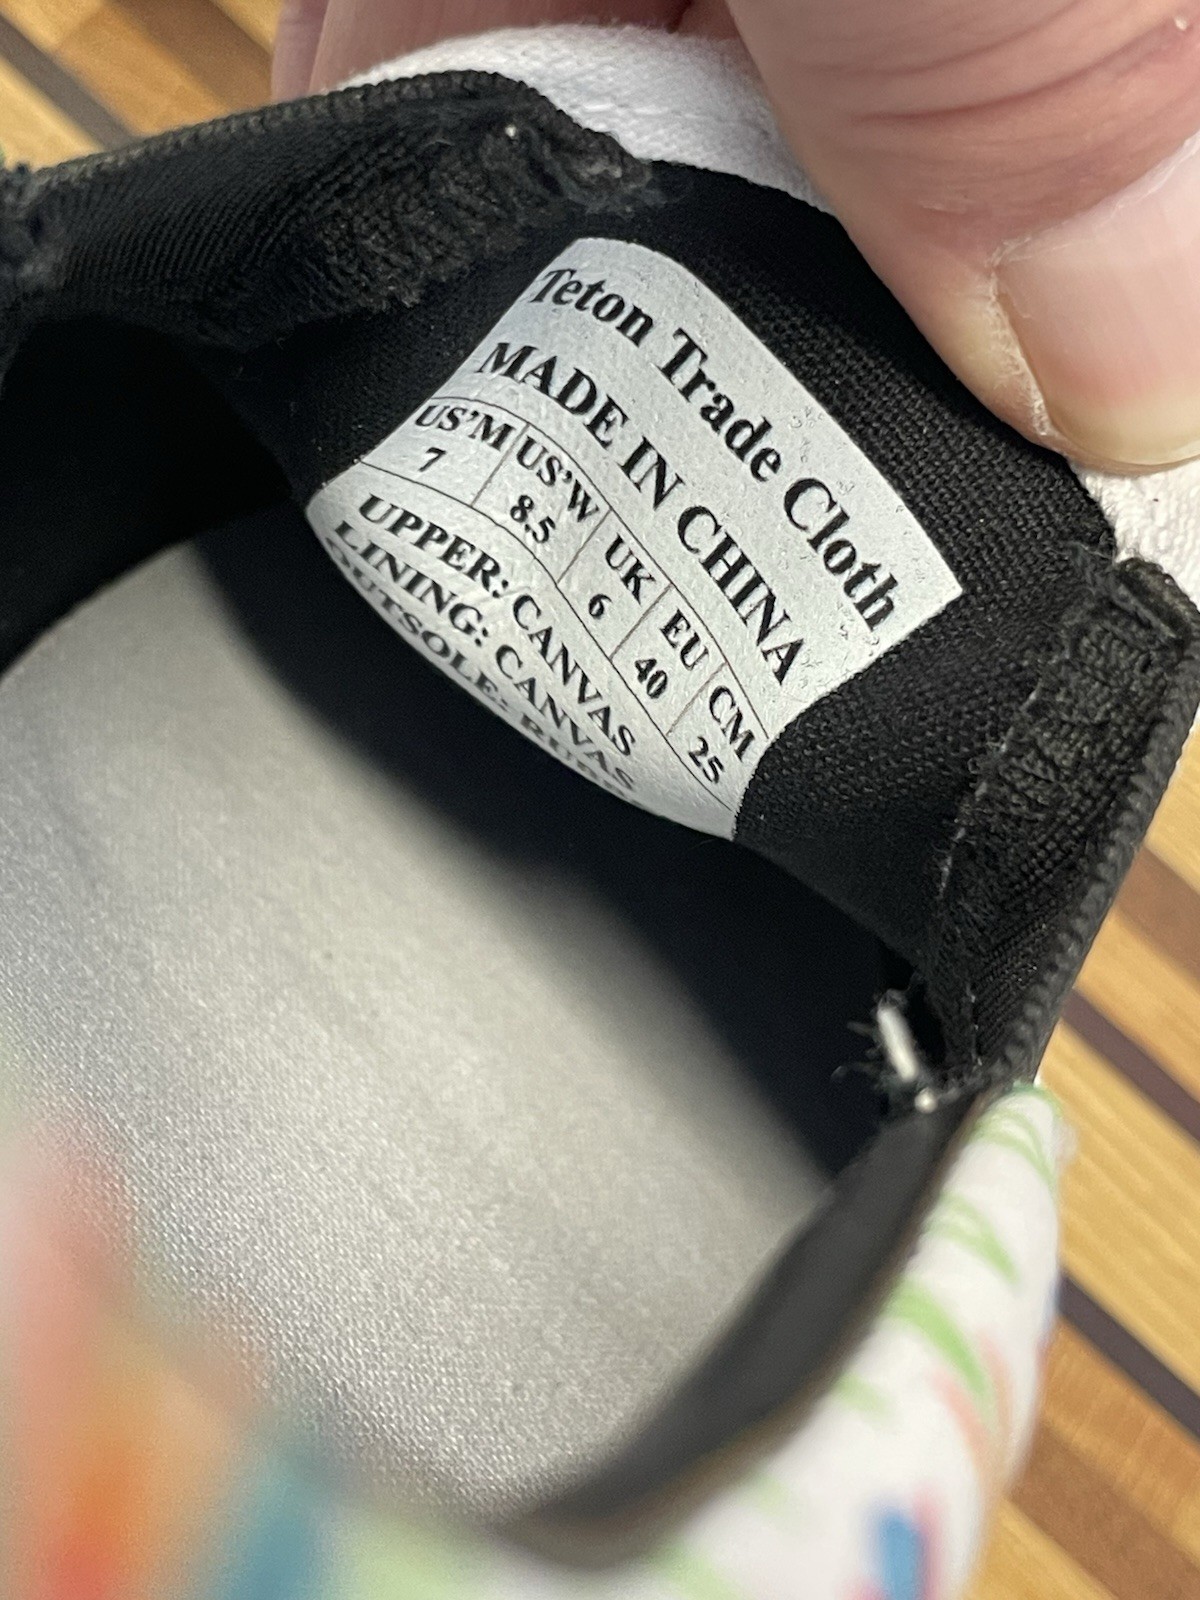 Teton Trade Cloth
MADE IN CHINA
US'M US'W UK EU CM
7 8.5 6 40 25
UPPER: CANVAS
LINING: CANVAS
OUTSOLE: